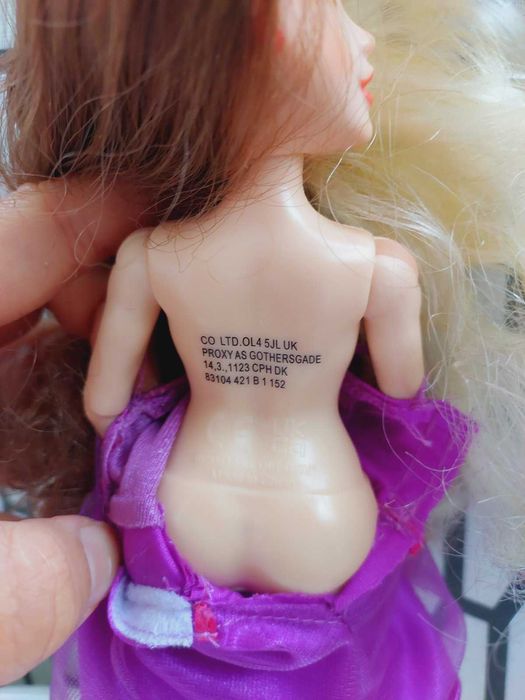 CO LTD.OL4 5JL UK
PROXY AS GOTHERSGADE
14,3.,1123 CPH DK
83104 421 B 1 152